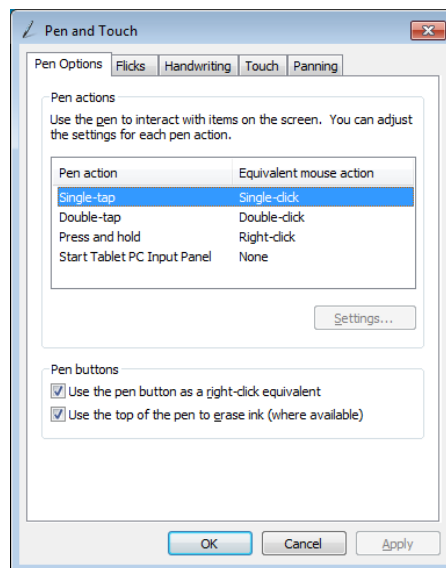 Pen and Touch
Pen Options Flicks Handwriting Touch Panning
Pen actions
Use the pen to interact with items on the screen.  You can adjust
the settings for each pen action.
Pen action Equivalent mouse action
Single-tap Single-click
Double-tap Double-click
Press and hold Right-click
Start Tablet PC Input Panel None
Settings...
Pen buttons
Use the pen button as a right-click equivalent
Use the top of the pen to erase ink (where available)
OK Cancel Apply